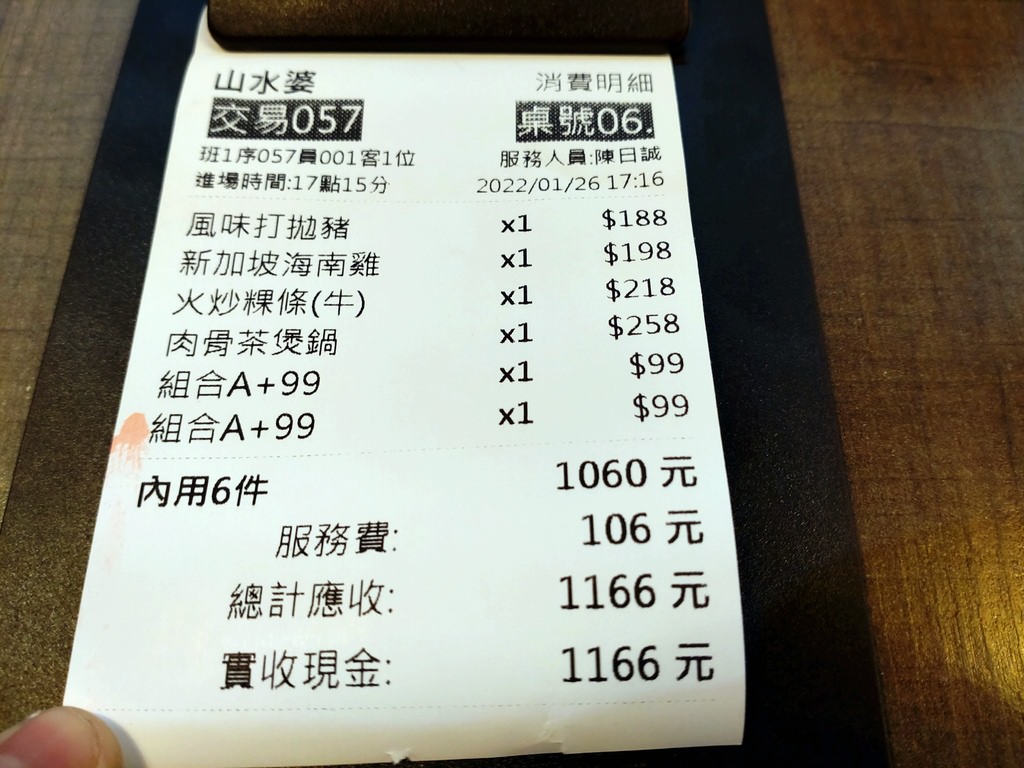 山水婆 消費明細
交易057 桌號06.
班1序057員001客1位 服務人員:陳日誠
進場時間:17點15分 2022/01/26 17:16
風味打拋豬 x1 $188
新加坡海南雞 x1 $198
火炒粿條(牛) x1 $218
肉骨茶煲鍋 x1 $258
組合A+99 x1 $99
組合A+99 x1 $99
內用6件 1060 元
服務費: 106 元
總計應收: 1166 元
實收現金: 1166 元